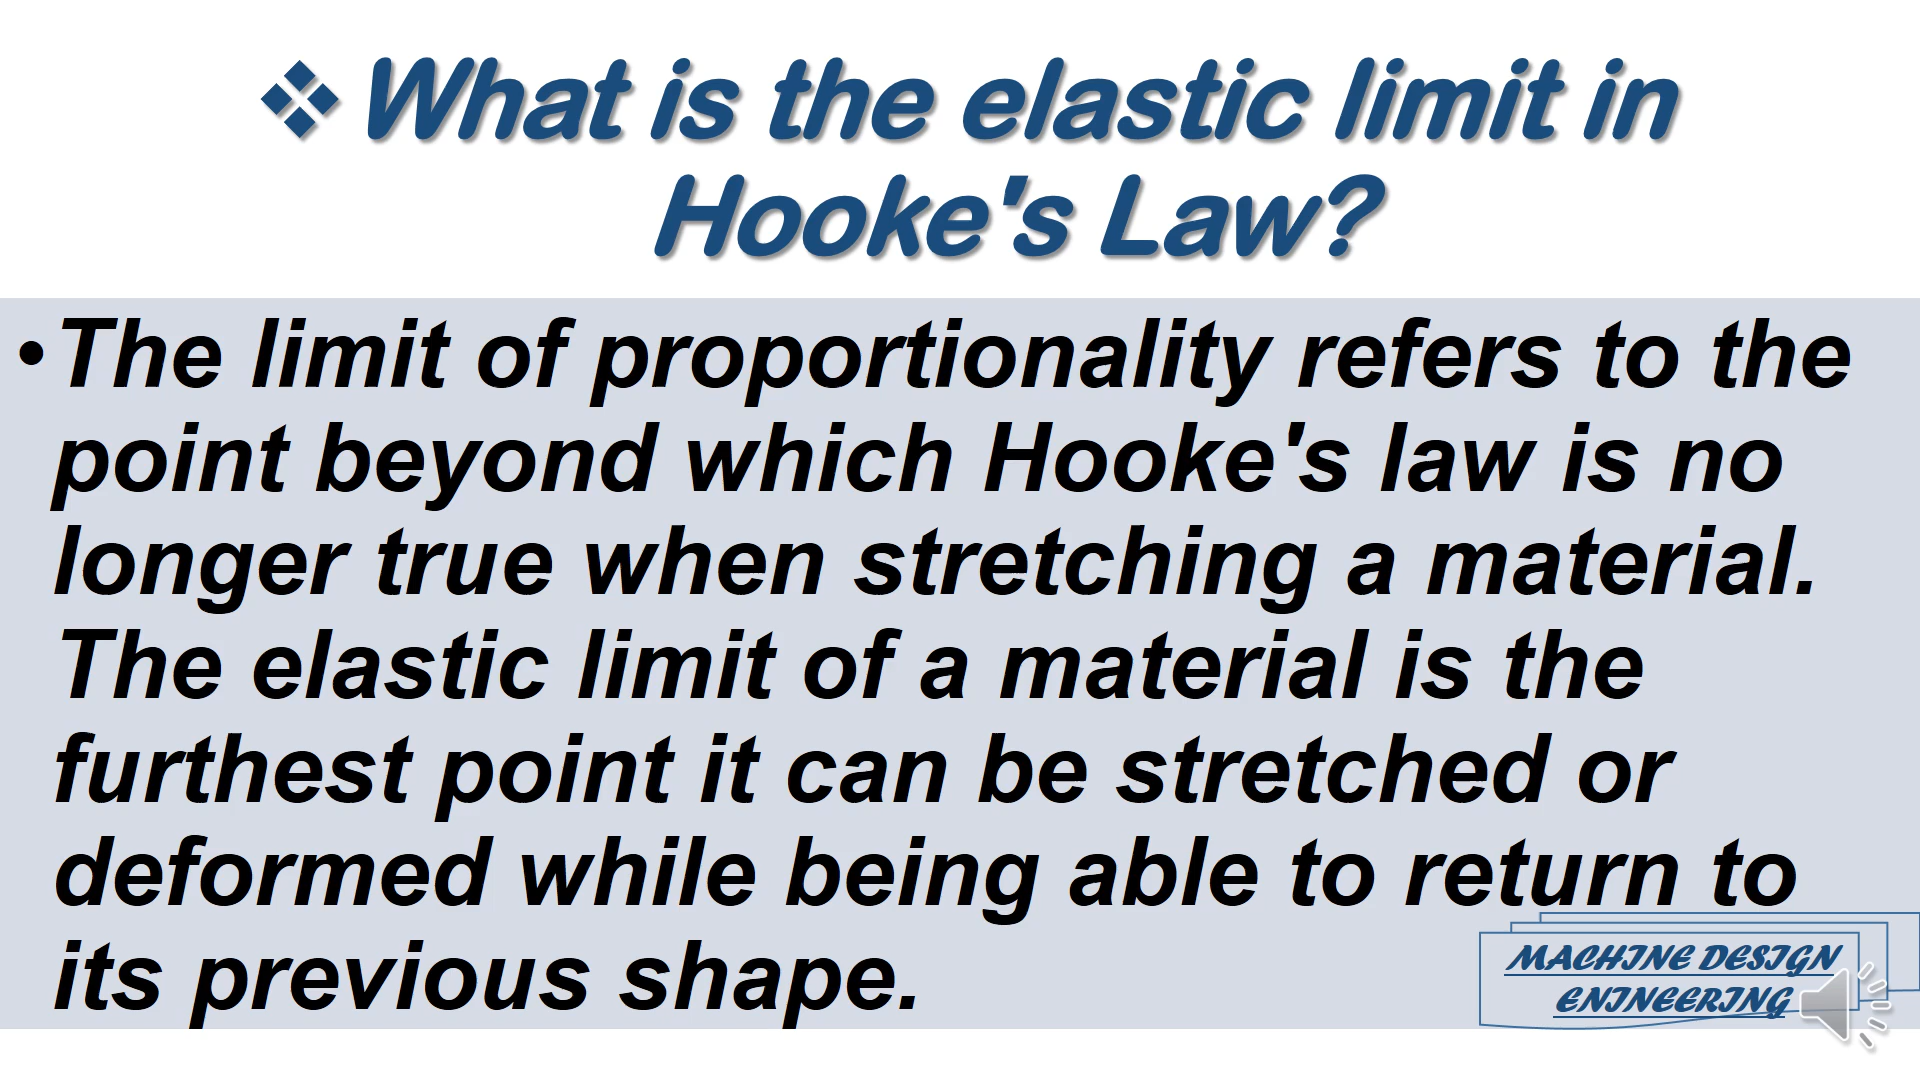 ❖What is the elastic limit in
Hooke's Law?
•The limit of proportionality refers to the
point beyond which Hooke's law is no
longer true when stretching a material.
The elastic limit of a material is the
furthest point it can be stretched or
deformed while being able to return to
its previous shape.
MACHINE DESIGN
ENINEERING